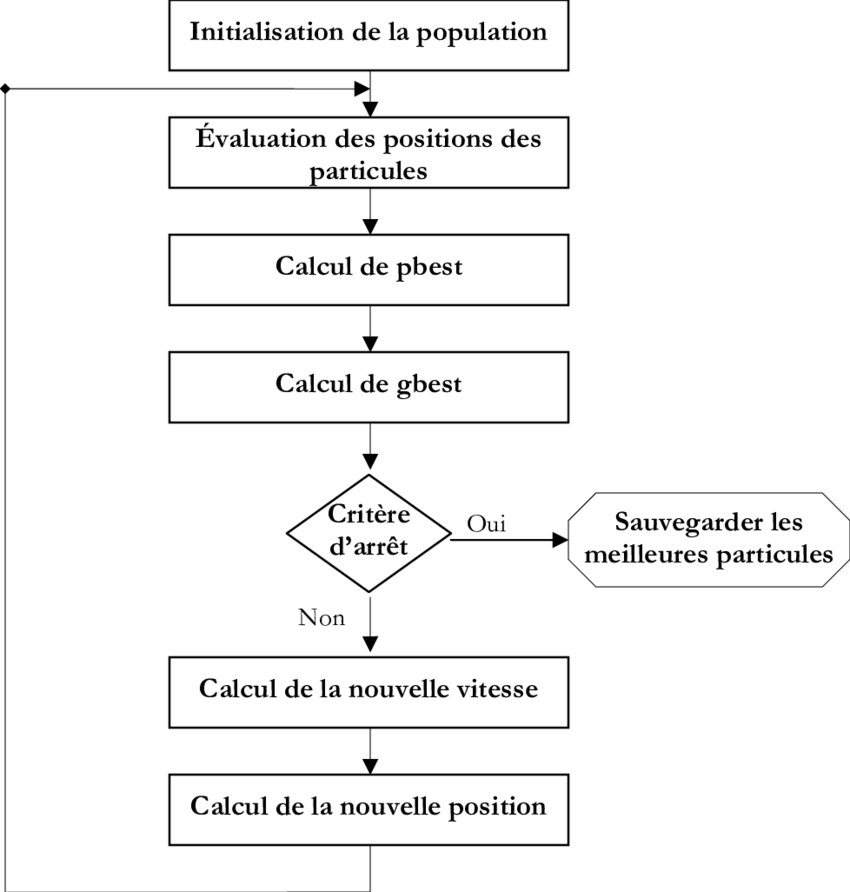 Initialisation de la population
Évaluation des positions des
particules
Calcul de pbest
Calcul de gbest
Critère
d’arrêt
Oui
Sauvegarder les
meilleures particules
Non
Calcul de la nouvelle vitesse
Calcul de la nouvelle position